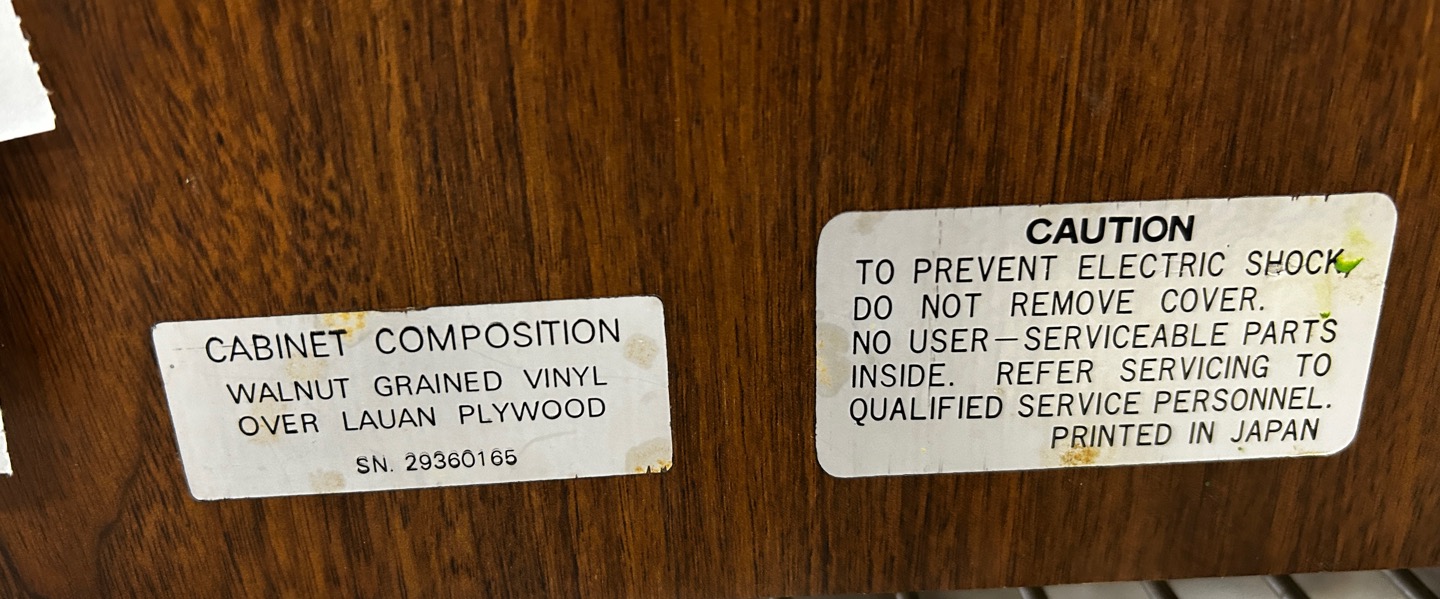 CABINET COMPOSITION
WALNUT GRAINED VINYL
OVER LAUAN PLYWOOD
SN. 29360165
CAUTION
TO PREVENT ELECTRIC SHOCK,
DO NOT REMOVE COVER.
NO USER-SERVICEABLE PARTS
INSIDE. REFER SERVICING TO
QUALIFIED SERVICE PERSONNEL.
PRINTED IN JAPAN